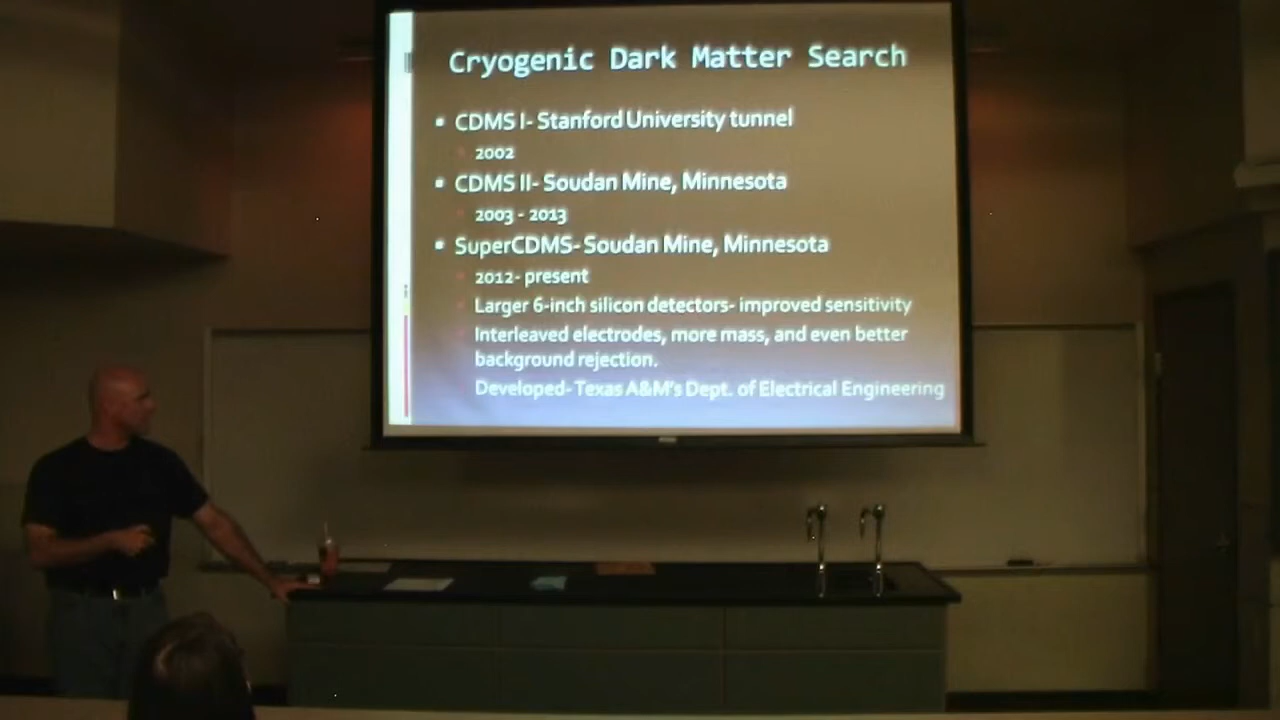 Cryogenic Dark Matter Search
▪ CDMS I- Stanford University tunnel
▪ 2002
▪ CDMS II- Soudan Mine, Minnesota
▪ 2003 - 2013
▪ SuperCDMS- Soudan Mine, Minnesota
▪ 2012- present
▪ Larger 6-inch silicon detectors- improved sensitivity
▪ Interleaved electrodes, more mass, and even better
background rejection.
Developed- Texas A&M's Dept. of Electrical Engineering